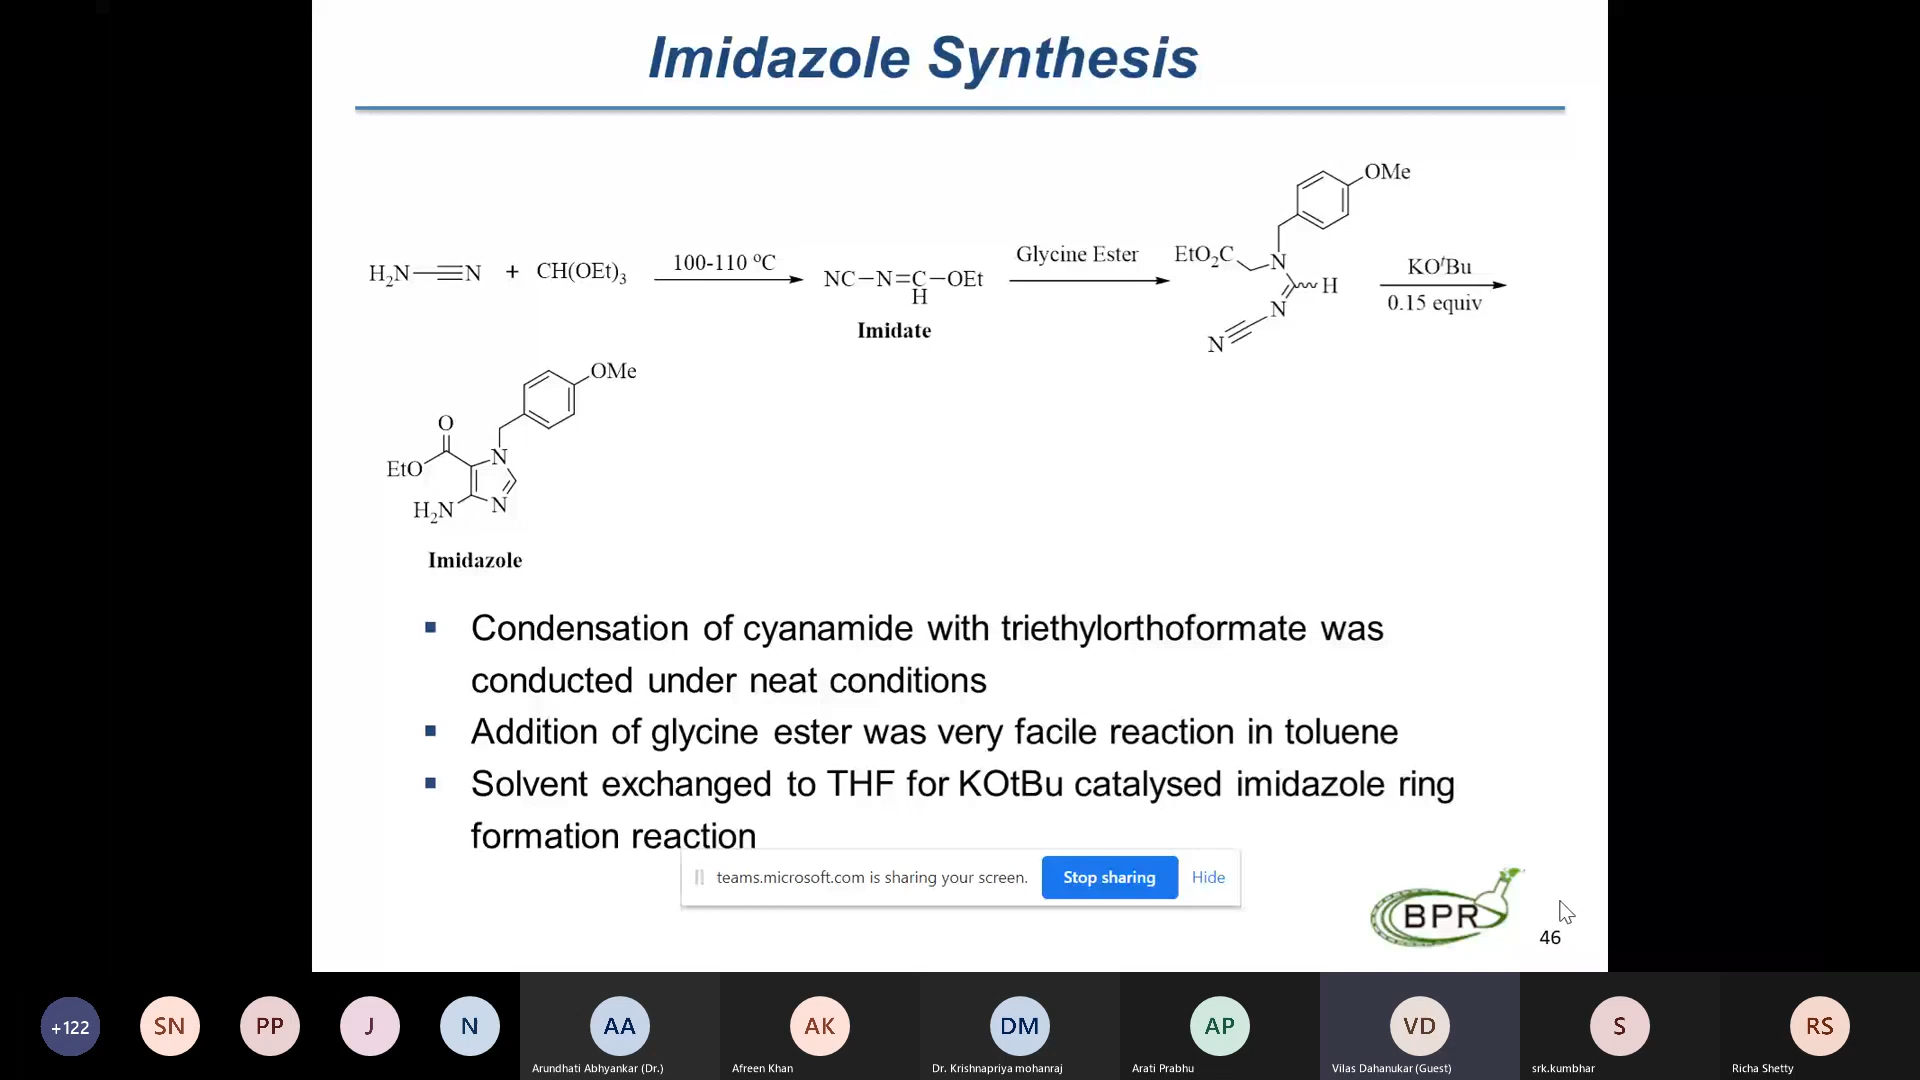 Imidazole Synthesis
H₂N—≡N + CH(OEt)₃ 100-110 °C NC—N=C—OEt
H
Imidate
Glycine Ester
OMe
EtO₂C
N
H
N
N
KOᵗBu
0.15 equiv
OMe
O
EtO
N
H₂N
N
Imidazole
▪ Condensation of cyanamide with triethylorthoformate was
conducted under neat conditions
▪ Addition of glycine ester was very facile reaction in toluene
▪ Solvent exchanged to THF for KOtBu catalysed imidazole ring
formation reaction
teams.microsoft.com is sharing your screen. Stop sharing Hide
BPR
46
+122 SN PP J N AA AK DM AP VD S RS
Arundhati Abhyankar (Dr.) Afreen Khan Dr. Krishnapriya mohanraj Arati Prabhu Vilas Dahanukar (Guest) srk.kumbhar Richa Shetty